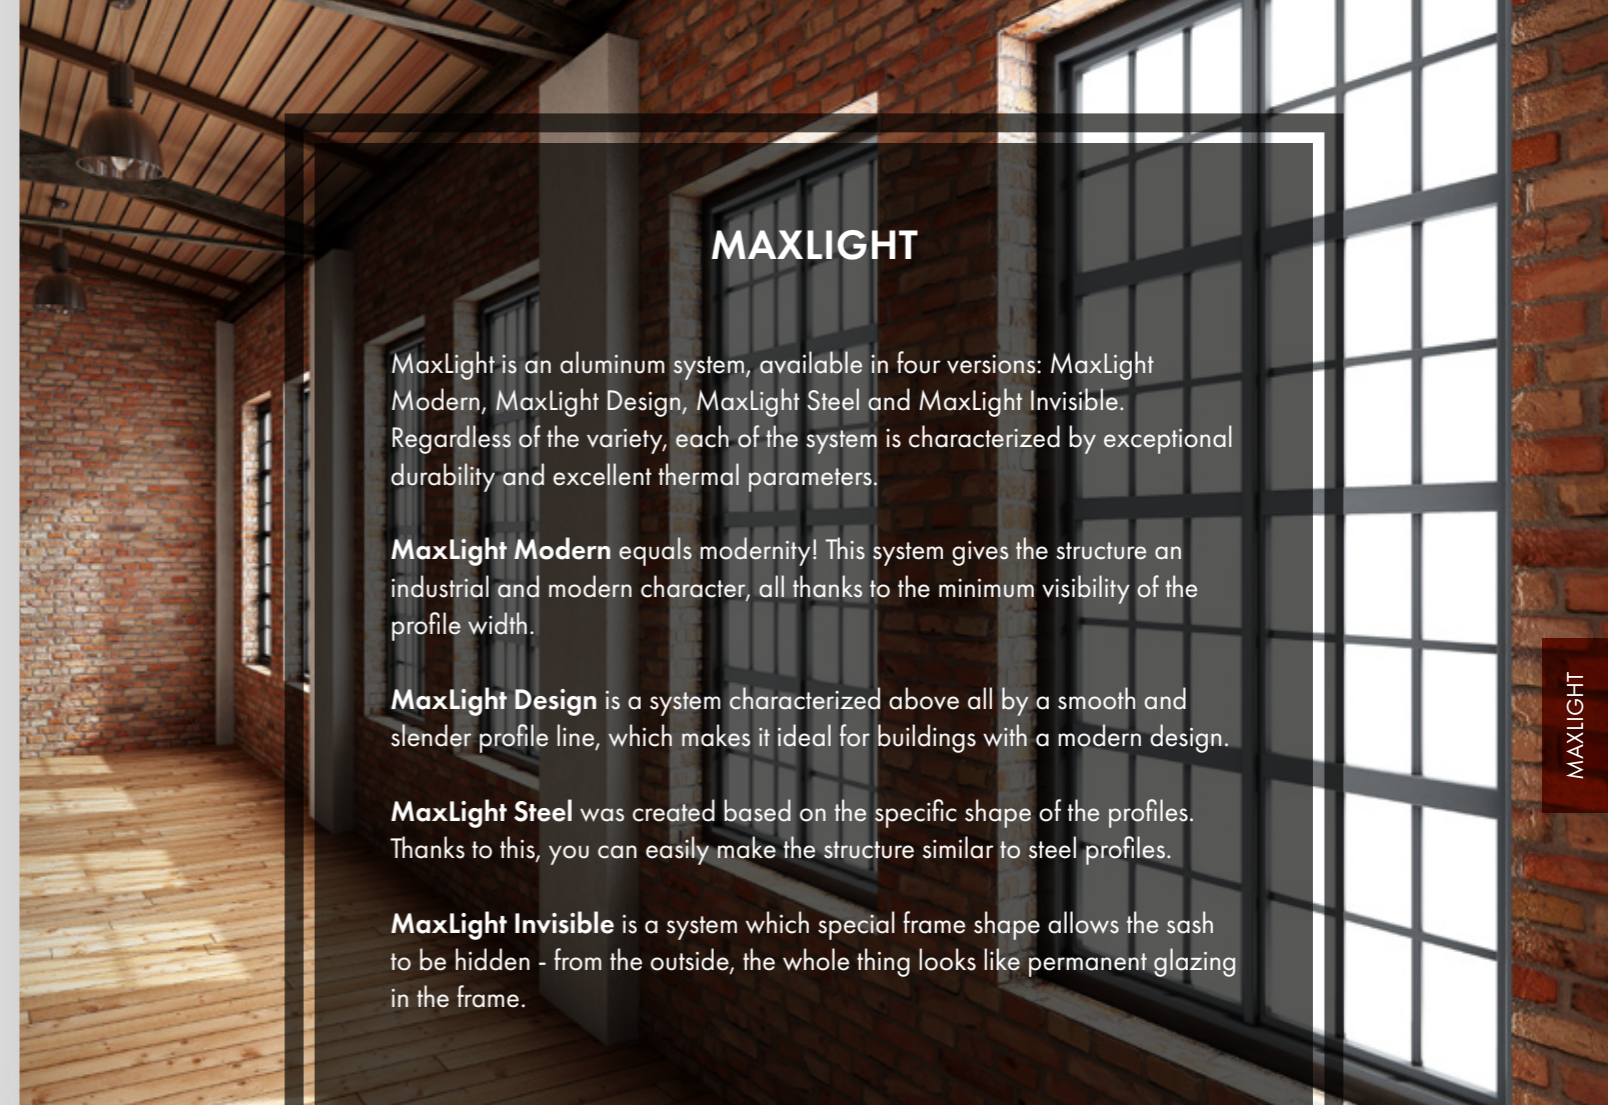 MAXLIGHT
MaxLight is an aluminum system, available in four versions: MaxLight
Modern, MaxLight Design, MaxLight Steel and MaxLight Invisible.
Regardless of the variety, each of the system is characterized by exceptional
durability and excellent thermal parameters.
MaxLight Modern equals modernity! This system gives the structure an
industrial and modern character, all thanks to the minimum visibility of the
profile width.
MaxLight Design is a system characterized above all by a smooth and
slender profile line, which makes it ideal for buildings with a modern design.
MaxLight Steel was created based on the specific shape of the profiles.
Thanks to this, you can easily make the structure similar to steel profiles.
MaxLight Invisible is a system which special frame shape allows the sash
to be hidden - from the outside, the whole thing looks like permanent glazing
in the frame.
MAXLIGHT